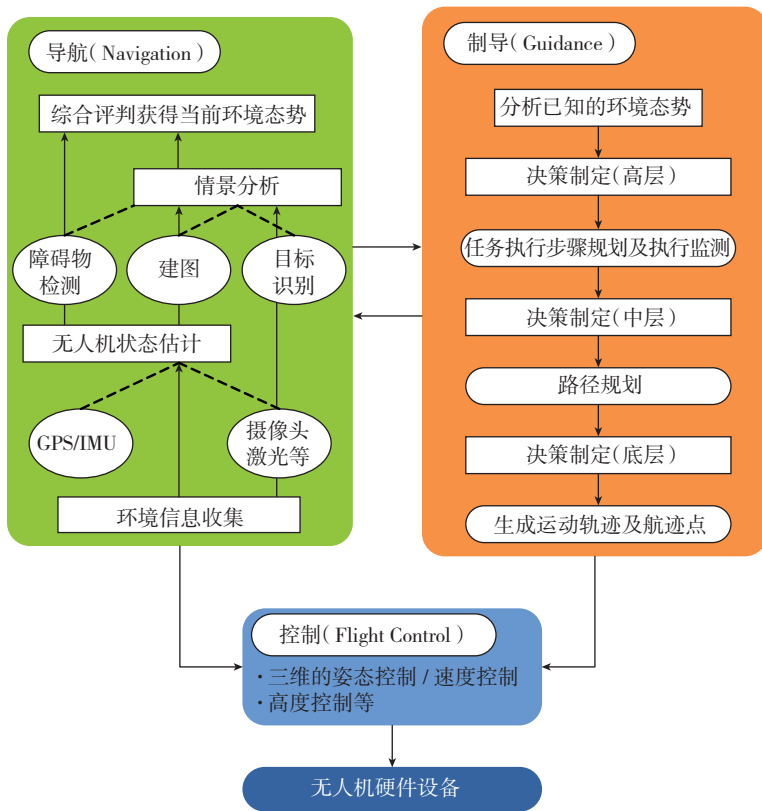 导航( Navigation )
综合评判获得当前环境态势
情景分析
障碍物
检测
建图
目标
识别
无人机状态估计
GPS/IMU
摄像头
激光等
环境信息收集
制导( Guidance )
分析已知的环境态势
决策制定(高层)
任务执行步骤规划及执行监测
决策制定(中层)
路径规划
决策制定(底层)
生成运动轨迹及航迹点
控制( Flight Control )
· 三维的姿态控制 / 速度控制
· 高度控制等
无人机硬件设备